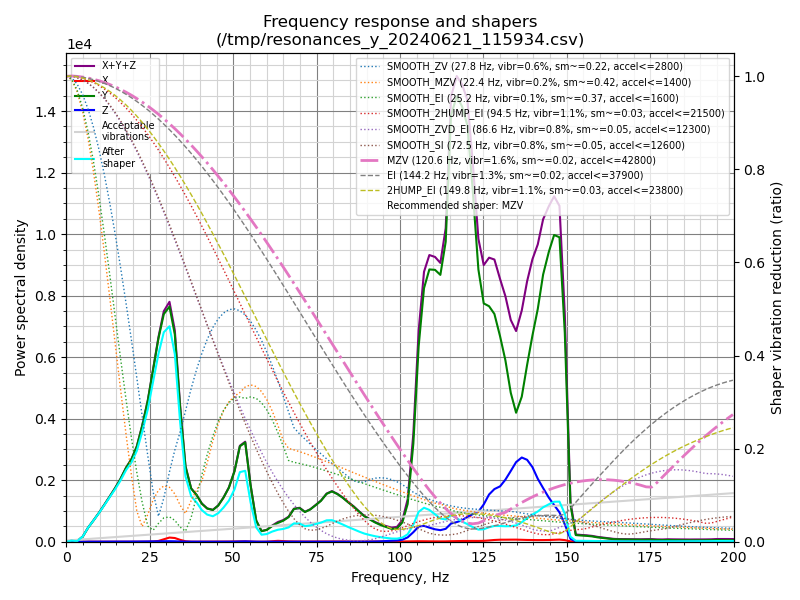 Frequency response and shapers
(/tmp/resonances_y_20240621_115934.csv)
1e4
X+Y+Z
X
Y
Z
Acceptable
vibrations
After
shaper
SMOOTH_ZV (27.8 Hz, vibr=0.6%, sm~=0.22, accel<=2800)
SMOOTH_MZV (22.4 Hz, vibr=0.2%, sm~=0.42, accel<=1400)
SMOOTH_EI (25.2 Hz, vibr=0.1%, sm~=0.37, accel<=1600)
SMOOTH_2HUMP_EI (94.5 Hz, vibr=1.1%, sm~=0.03, accel<=21500)
SMOOTH_ZVD_EI (86.6 Hz, vibr=0.8%, sm~=0.05, accel<=12300)
SMOOTH_SI (72.5 Hz, vibr=0.8%, sm~=0.05, accel<=12600)
MZV (120.6 Hz, vibr=1.6%, sm~=0.02, accel<=42800)
EI (144.2 Hz, vibr=1.3%, sm~=0.02, accel<=37900)
2HUMP_EI (149.8 Hz, vibr=1.1%, sm~=0.03, accel<=23800)
Recommended shaper: MZV
Power spectral density
1.4
1.2
1.0
0.8
0.6
0.4
0.2
0.0
Shaper vibration reduction (ratio)
1.0
0.8
0.6
0.4
0.2
0.0
0 25 50 75 100 125 150 175 200
Frequency, Hz